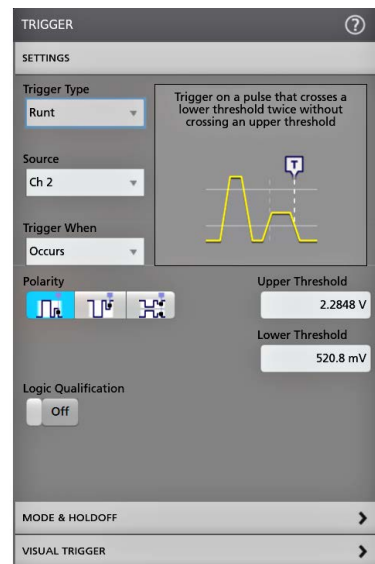 TRIGGER
?
SETTINGS
Trigger Type
Runt
Trigger on a pulse that crosses a
lower threshold twice without
crossing an upper threshold
T
Source
Ch 2
Trigger When
Occurs
Polarity
Upper Threshold
2.2848 V
Lower Threshold
520.8 mV
Logic Qualification
Off
MODE & HOLDOFF
VISUAL TRIGGER